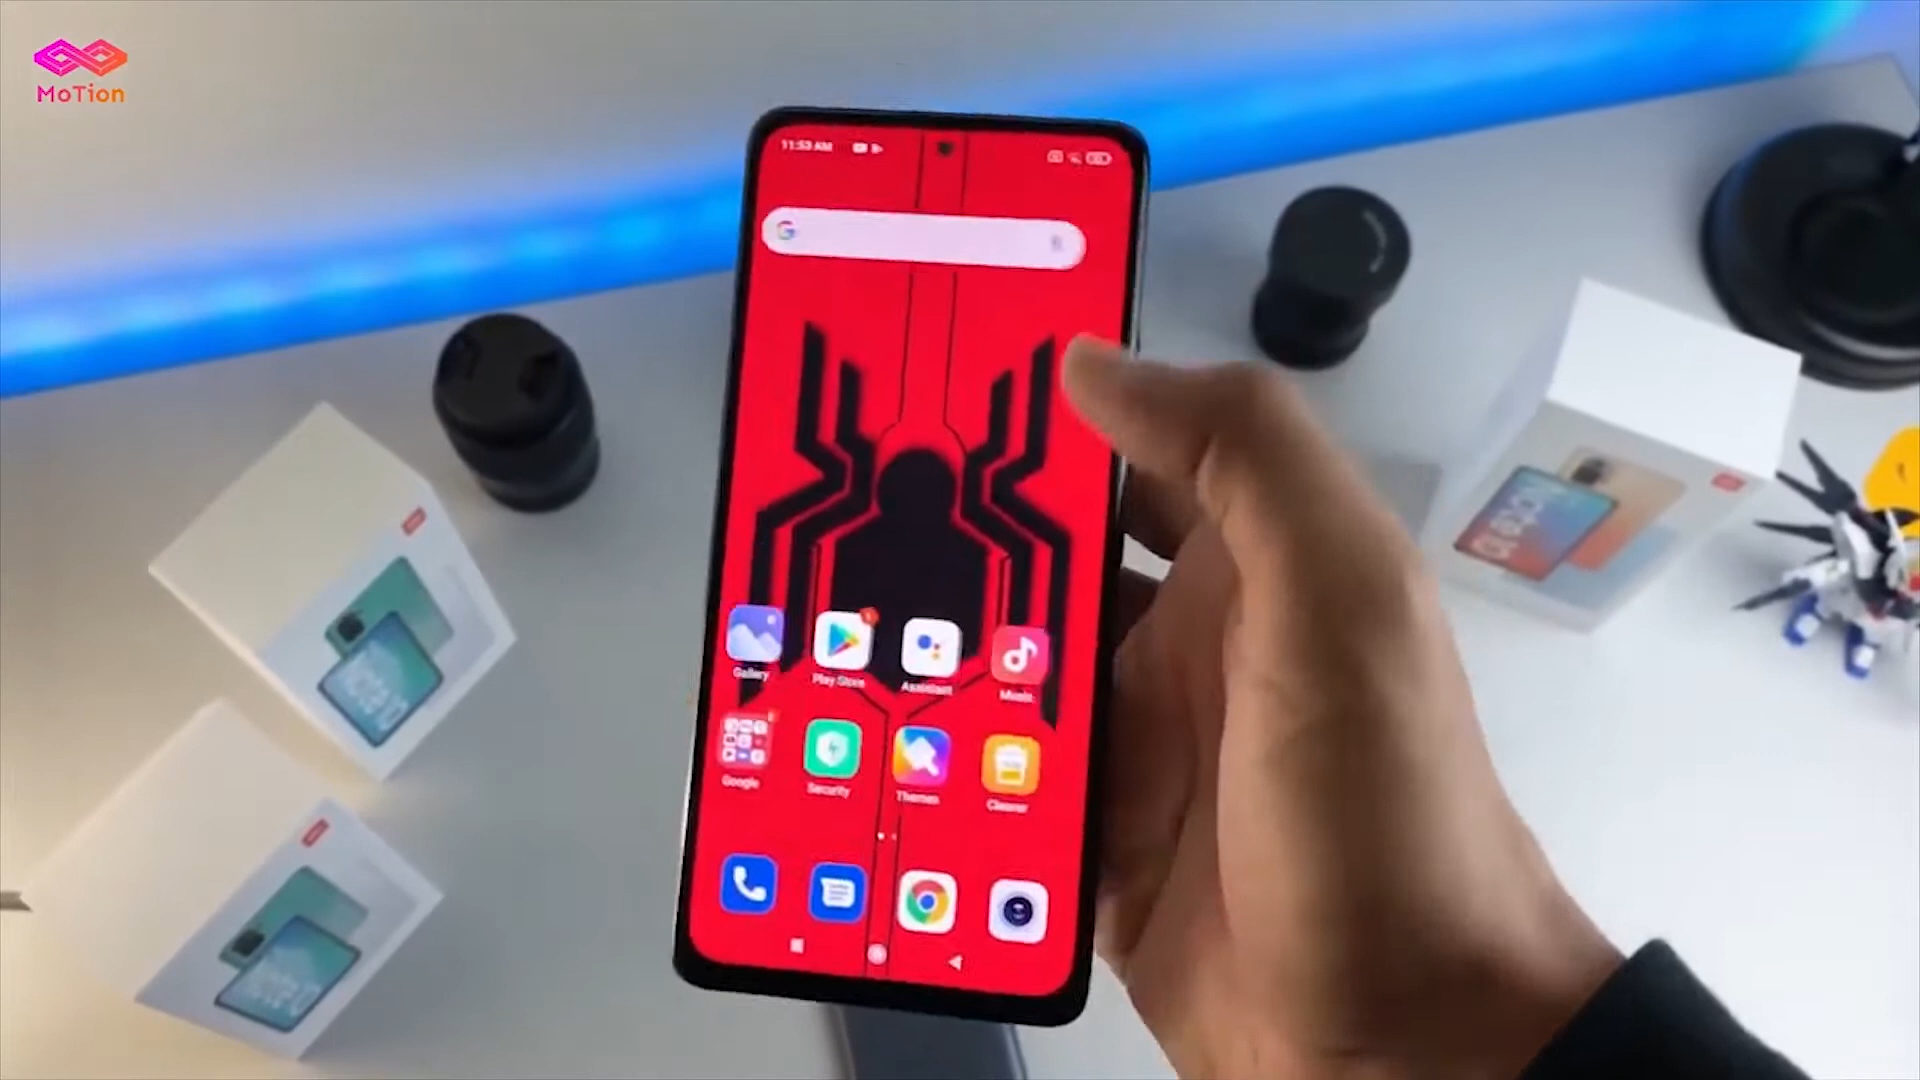 MoTion
11:53 AM
Gallery
Play Store
Assistant
Music
Google
Security
Themes
Cleaner